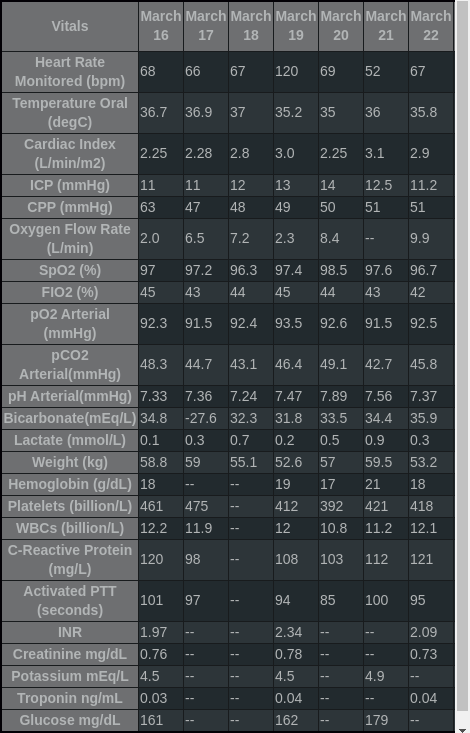 Vitals March 16 March 17 March 18 March 19 March 20 March 21 March 22
Heart Rate Monitored (bpm) 68 66 67 120 69 52 67
Temperature Oral (degC) 36.7 36.9 37 35.2 35 36 35.8
Cardiac Index (L/min/m2) 2.25 2.28 2.8 3.0 2.25 3.1 2.9
ICP (mmHg) 11 11 12 13 14 12.5 11.2
CPP (mmHg) 63 47 48 49 50 51 51
Oxygen Flow Rate (L/min) 2.0 6.5 7.2 2.3 8.4 -- 9.9
SpO2 (%) 97 97.2 96.3 97.4 98.5 97.6 96.7
FIO2 (%) 45 43 44 45 44 43 42
pO2 Arterial (mmHg) 92.3 91.5 92.4 93.5 92.6 91.5 92.5
pCO2 Arterial(mmHg) 48.3 44.7 43.1 46.4 49.1 42.7 45.8
pH Arterial(mmHg) 7.33 7.36 7.24 7.47 7.89 7.56 7.37
Bicarbonate(mEq/L) 34.8 -27.6 32.3 31.8 33.5 34.4 35.9
Lactate (mmol/L) 0.1 0.3 0.7 0.2 0.5 0.9 0.3
Weight (kg) 58.8 59 55.1 52.6 57 59.5 53.2
Hemoglobin (g/dL) 18 -- -- 19 17 21 18
Platelets (billion/L) 461 475 -- 412 392 421 418
WBCs (billion/L) 12.2 11.9 -- 12 10.8 11.2 12.1
C-Reactive Protein (mg/L) 120 98 -- 108 103 112 121
Activated PTT (seconds) 101 97 -- 94 85 100 95
INR 1.97 -- -- 2.34 -- -- 2.09
Creatinine mg/dL 0.76 -- -- 0.78 -- -- 0.73
Potassium mEq/L 4.5 -- -- 4.5 -- 4.9 --
Troponin ng/mL 0.03 -- -- 0.04 -- -- 0.04
Glucose mg/dL 161 -- -- 162 -- 179 --